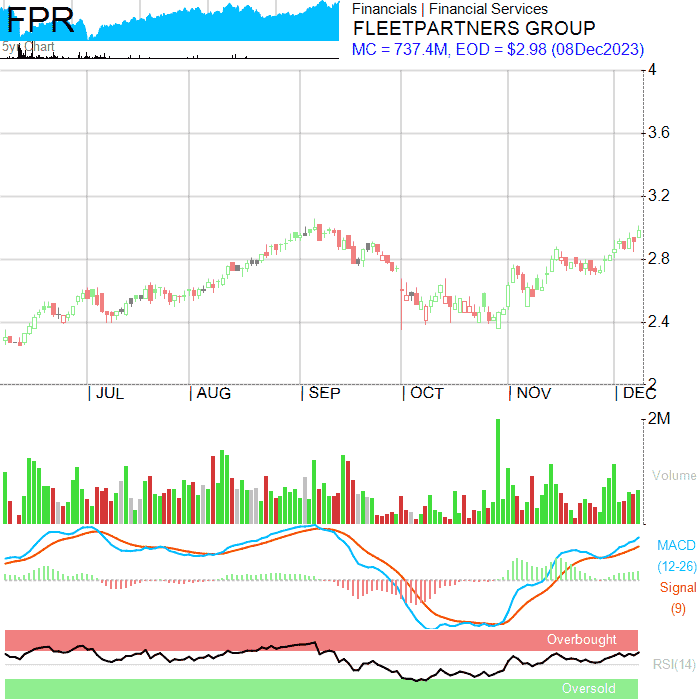 FPR
5yr Chart
Financials | Financial Services
FLEETPARTNERS GROUP
MC = 737.4M, EOD = $2.98 (08Dec2023)
4
3.6
3.2
2.8
2.4
2
JUL AUG SEP OCT NOV DEC
2M
Volume
MACD
(12-26)
Signal
(9)
Overbought
RSI(14)
Oversold